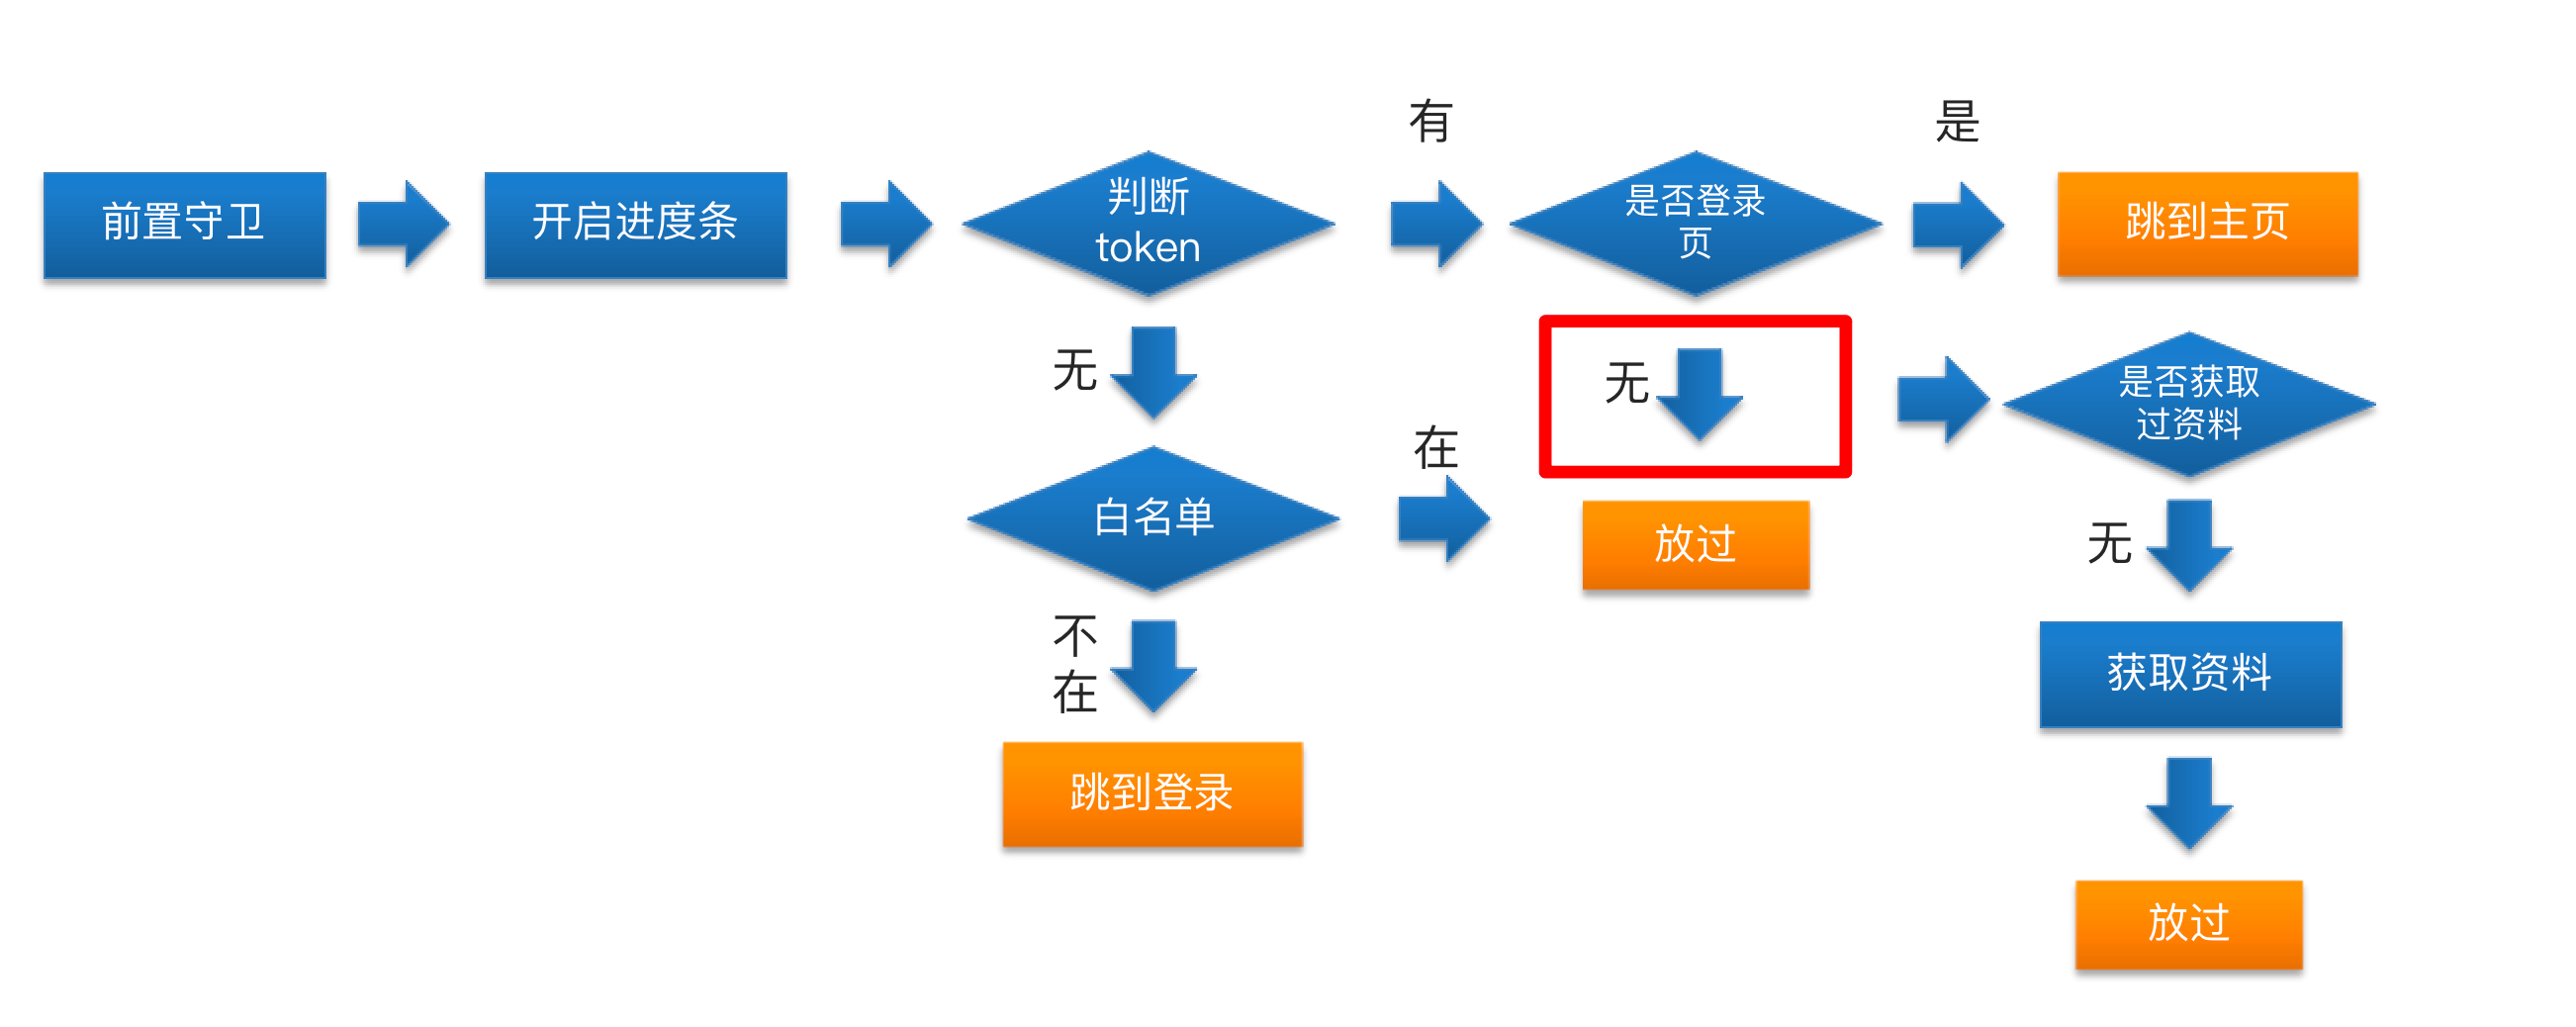 有
是
前置守卫
开启进度条
判断
token
是否登录
页
跳到主页
无
无
是否获取
过资料
在
白名单
放过
无
不
在
获取资料
跳到登录
放过